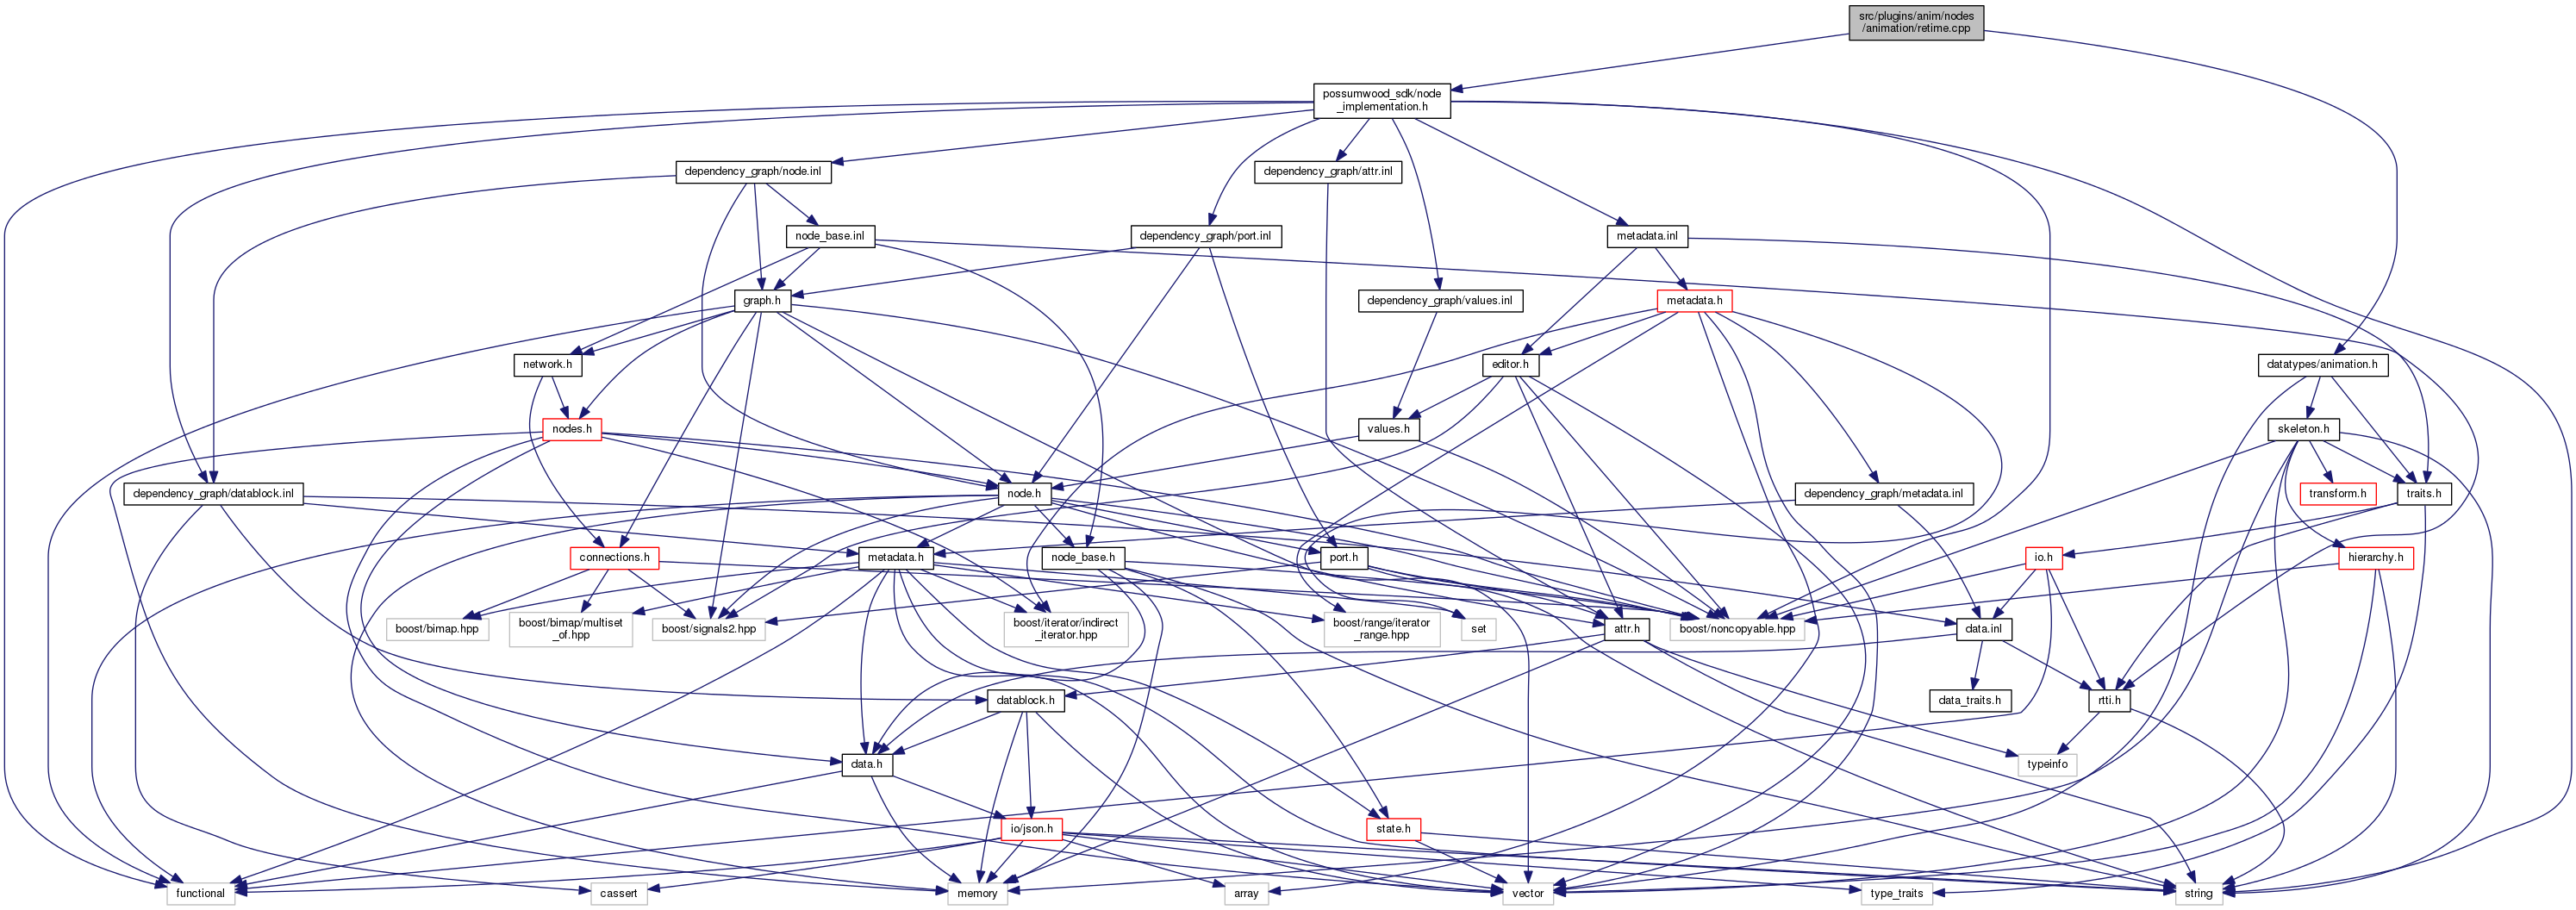 src/plugins/anim/nodes
/animation/retime.cpp
possumwood_sdk/node
_implementation.h
dependency_graph/node.inl
dependency_graph/attr.inl
node_base.inl
dependency_graph/port.inl
metadata.inl
graph.h
dependency_graph/values.inl
metadata.h
network.h
editor.h
datatypes/animation.h
nodes.h
values.h
skeleton.h
dependency_graph/datablock.inl
node.h
dependency_graph/metadata.inl
transform.h
traits.h
connections.h
metadata.h
node_base.h
port.h
io.h
hierarchy.h
boost/bimap.hpp
boost/bimap/multiset
_of.hpp
boost/signals2.hpp
boost/iterator/indirect
_iterator.hpp
boost/range/iterator
_range.hpp
set
attr.h
boost/noncopyable.hpp
data.inl
datablock.h
data_traits.h
rtti.h
data.h
typeinfo
io/json.h
state.h
functional
cassert
memory
array
vector
type_traits
string